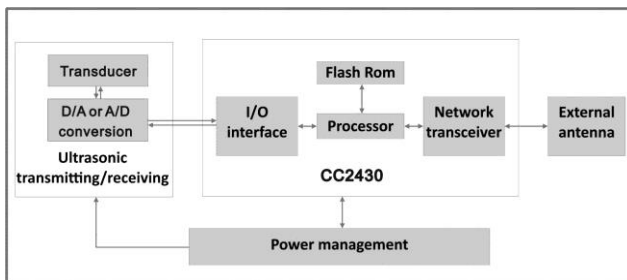 Transducer
D/A or A/D
conversion
Ultrasonic
transmitting/receiving
Flash Rom
I/O
interface
Processor
Network
transceiver
CC2430
External
antenna
Power management